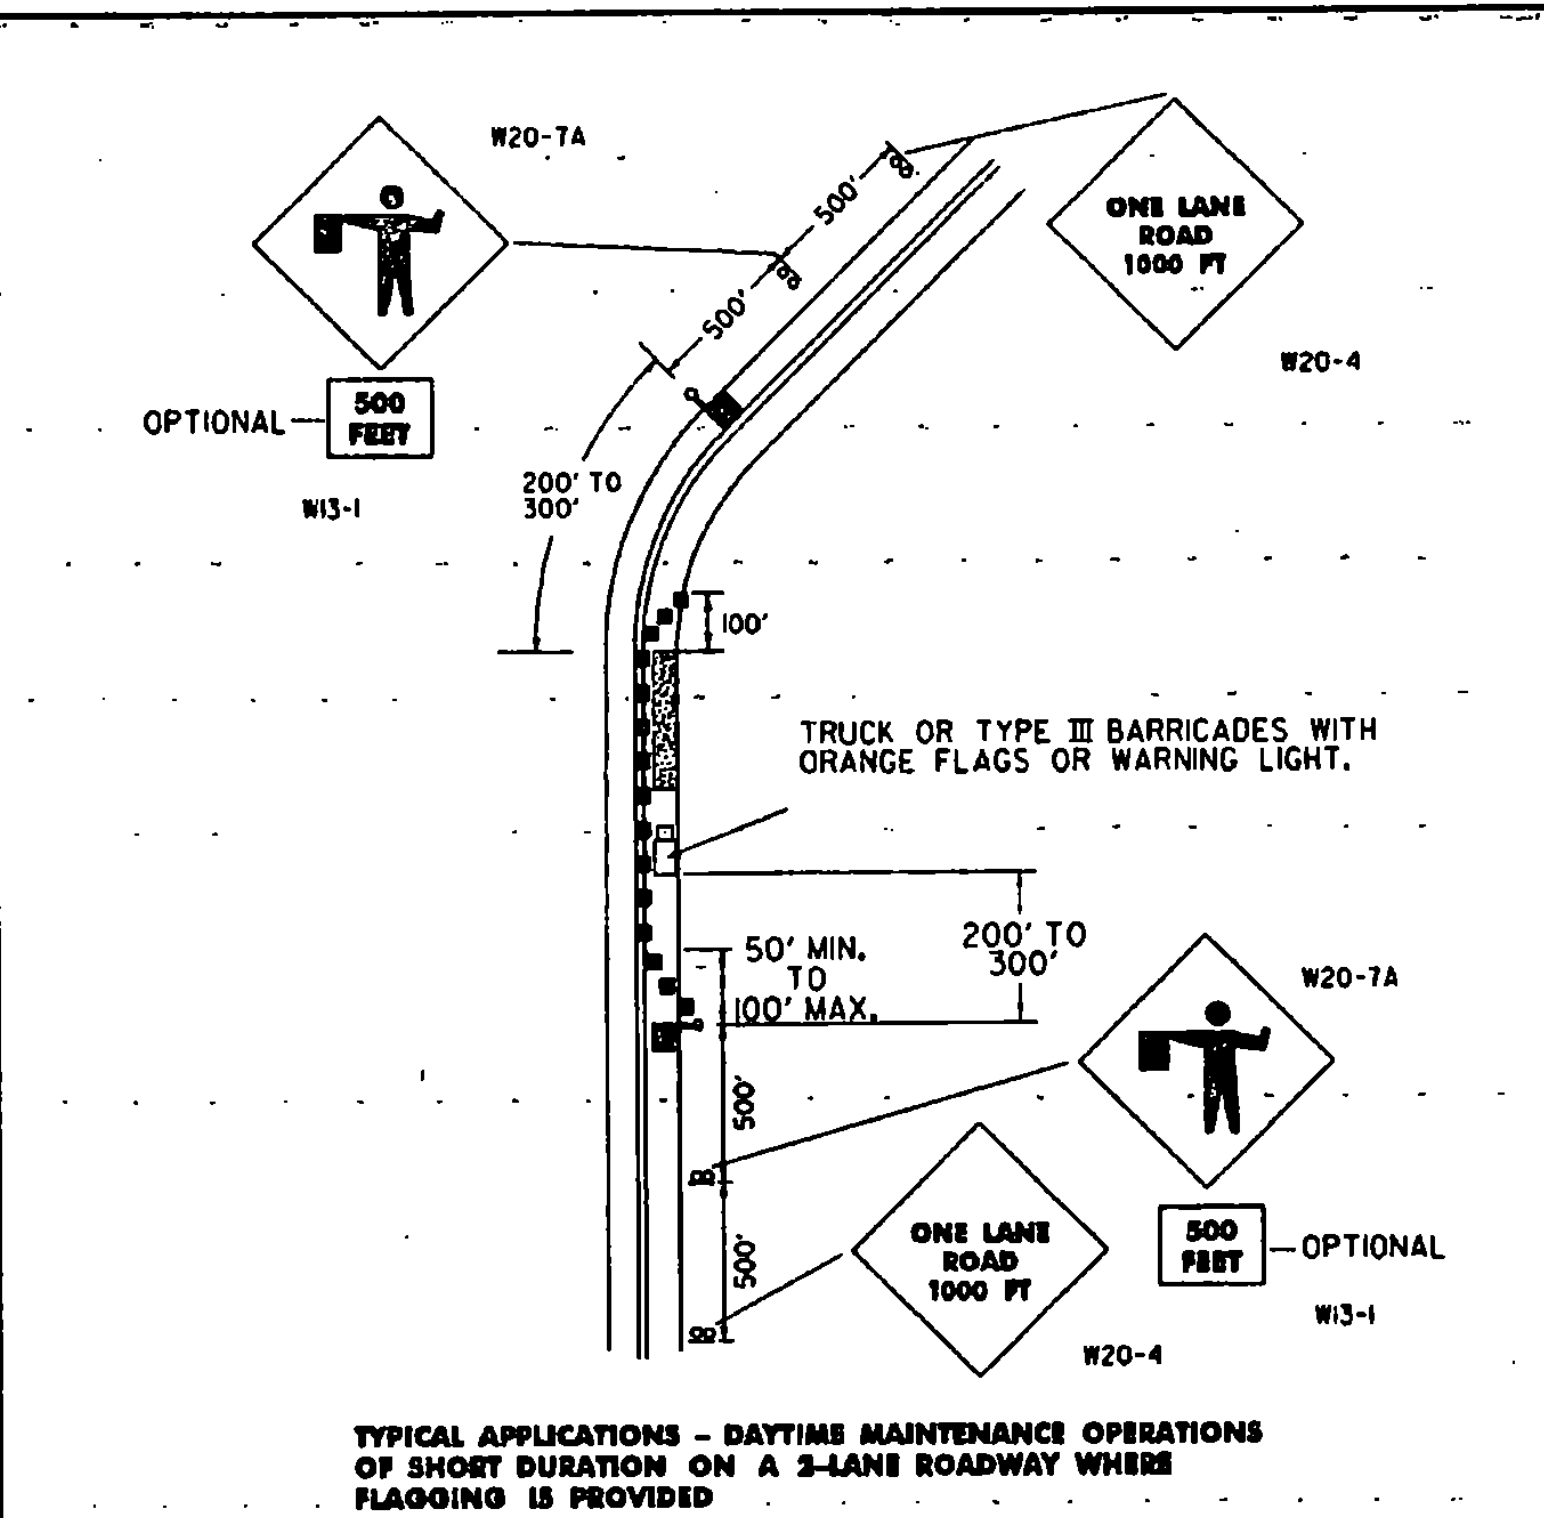 W20-7A
500'
ONE LANE
ROAD
1000 FT
500'
W20-4
OPTIONAL
500
FEET
200' TO
300'
W13-1
100'
TRUCK OR TYPE III BARRICADES WITH
ORANGE FLAGS OR WARNING LIGHT.
50' MIN.
TO
100' MAX.
200' TO
300'
W20-7A
500'
500'
ONE LANE
ROAD
1000 FT
500
FEET
OPTIONAL
W13-1
W20-4
TYPICAL APPLICATIONS - DAYTIME MAINTENANCE OPERATIONS
OF SHORT DURATION ON A 2-LANE ROADWAY WHERE
FLAGGING IS PROVIDED